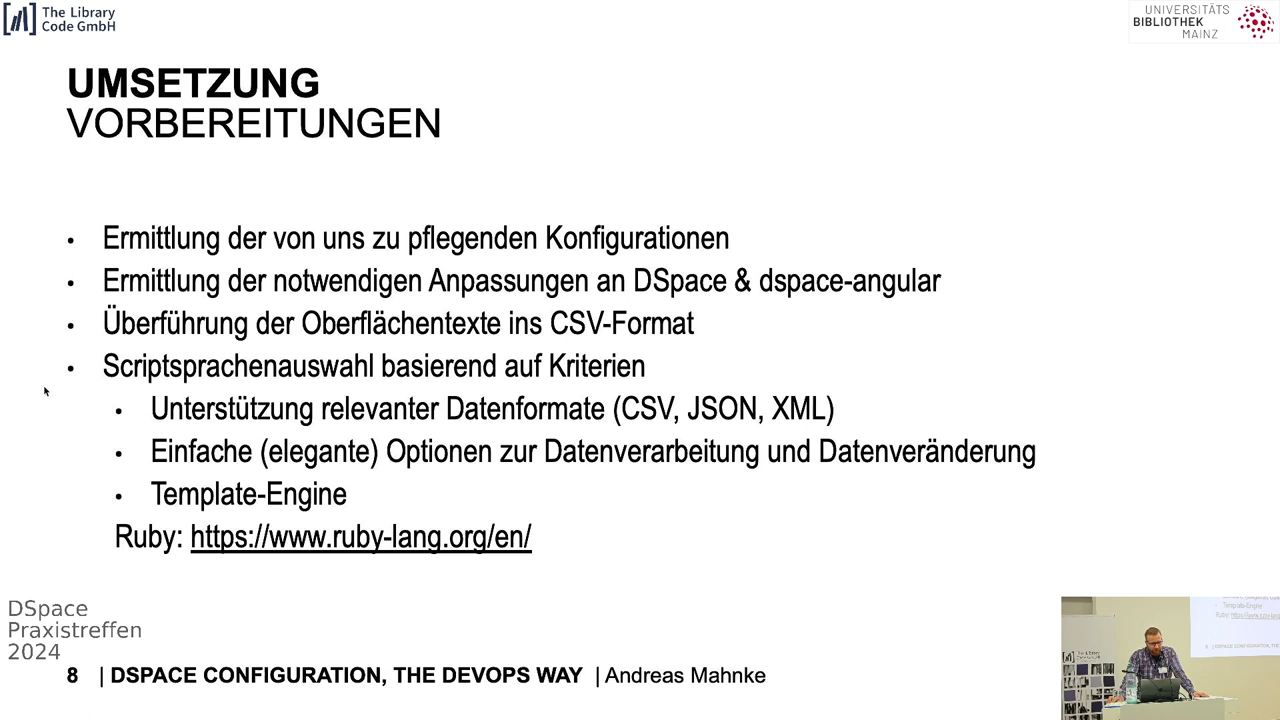 The Library
Code GmbH
UNIVERSITÄTS
BIBLIOTHEK
MAINZ
UMSETZUNG
VORBEREITUNGEN
• Ermittlung der von uns zu pflegenden Konfigurationen
• Ermittlung der notwendigen Anpassungen an DSpace & dspace-angular
• Überführung der Oberflächentexte ins CSV-Format
• Scriptsprachenauswahl basierend auf Kriterien
• Unterstützung relevanter Datenformate (CSV, JSON, XML)
• Einfache (elegante) Optionen zur Datenverarbeitung und Datenveränderung
• Template-Engine
Ruby: https://www.ruby-lang.org/en/
DSpace
Praxistreffen
2024
8 | DSPACE CONFIGURATION, THE DEVOPS WAY | Andreas Mahnke